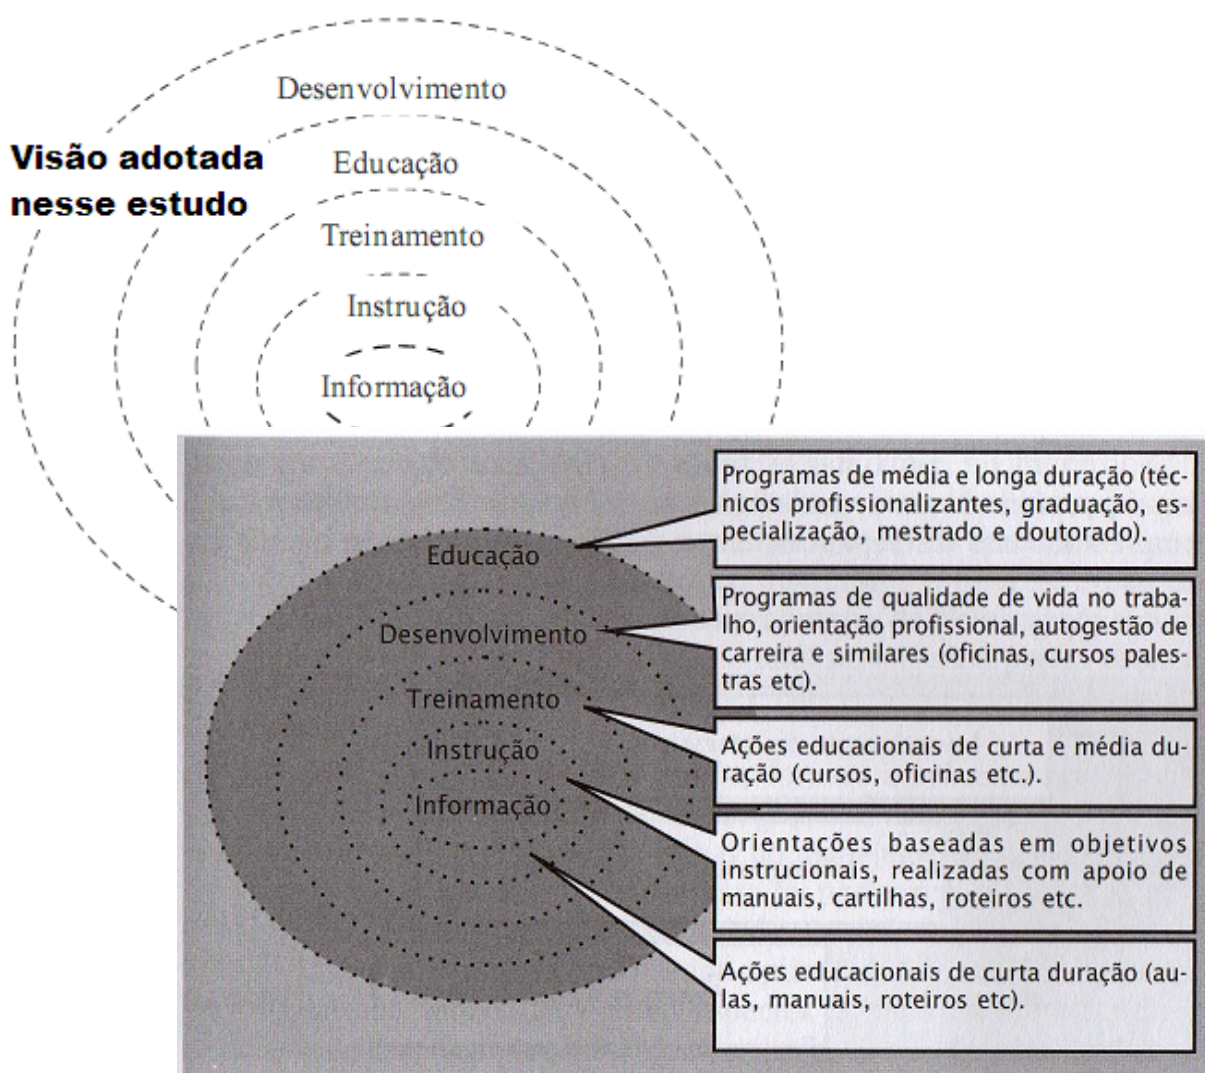 Desenvolvimento
Visão adotada
nesse estudo
Educação
Treinamento
Instrução
Informação
Educação
Desenvolvimento
Treinamento
Instrução
Informação
Programas de média e longa duração (téc-
nicos profissionalizantes, graduação, es-
pecialização, mestrado e doutorado).
Programas de qualidade de vida no traba-
lho, orientação profissional, autogestão de
carreira e similares (oficinas, cursos pales-
tras etc).
Ações educacionais de curta e média du-
ração (cursos, oficinas etc.).
Orientações baseadas em objetivos
instrucionais, realizadas com apoio de
manuais, cartilhas, roteiros etc.
Ações educacionais de curta duração (au-
las, manuais, roteiros etc).